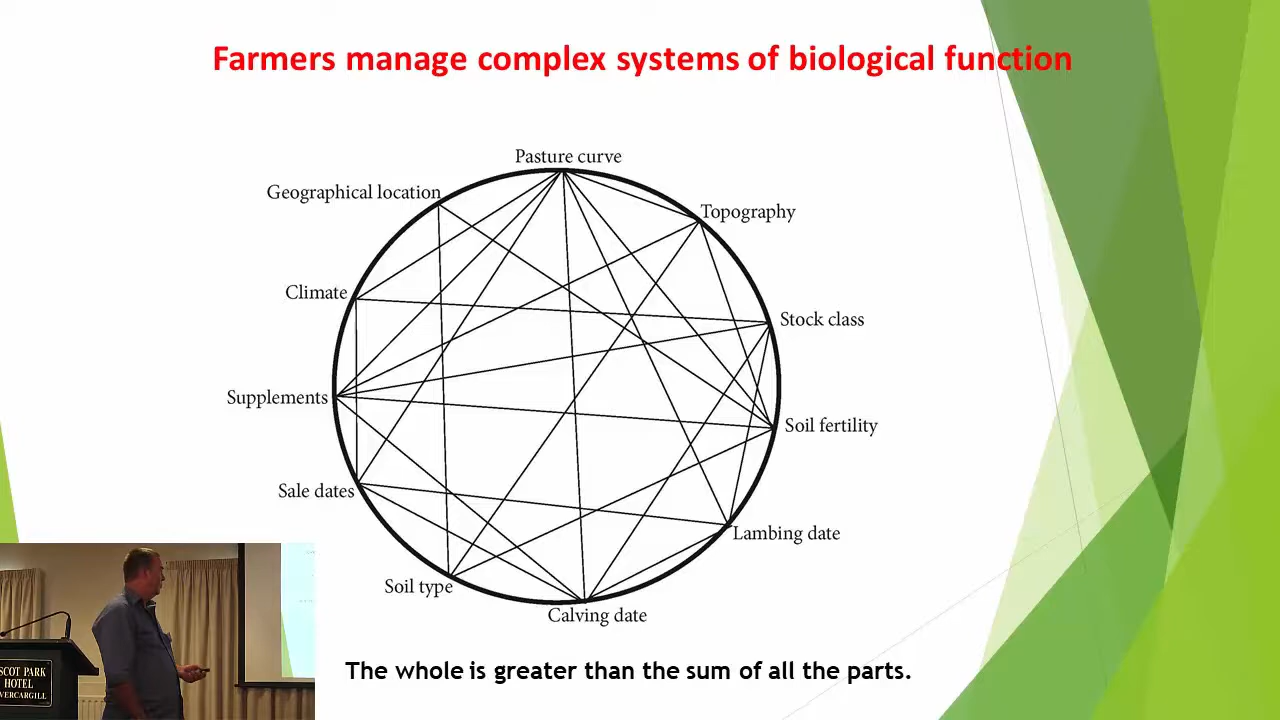 Farmers manage complex systems of biological function
Pasture curve
Geographical location
Topography
Climate
Stock class
Supplements
Soil fertility
Sale dates
Lambing date
Soil type
Calving date
The whole is greater than the sum of all the parts.
SCOT PARK
HOTEL
VERCARGILL